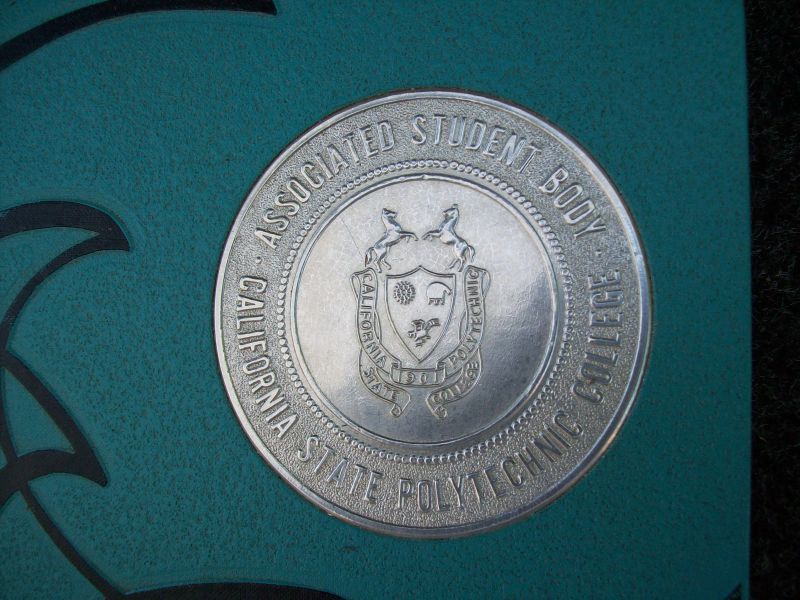 · ASSOCIATED STUDENT BODY ·
CALIFORNIA STATE POLYTECHNIC COLLEGE
CALIFORNIA POLYTECHNIC
1901
STATE COLLEGE